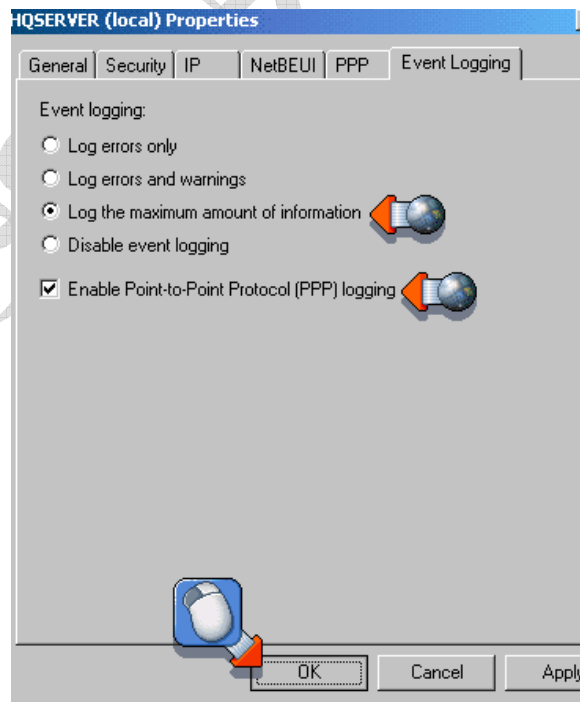 HQSERVER (local) Properties
General Security IP NetBEUI PPP Event Logging
Event logging:
Log errors only
Log errors and warnings
Log the maximum amount of information
Disable event logging
Enable Point-to-Point Protocol (PPP) logging
OK Cancel Apply